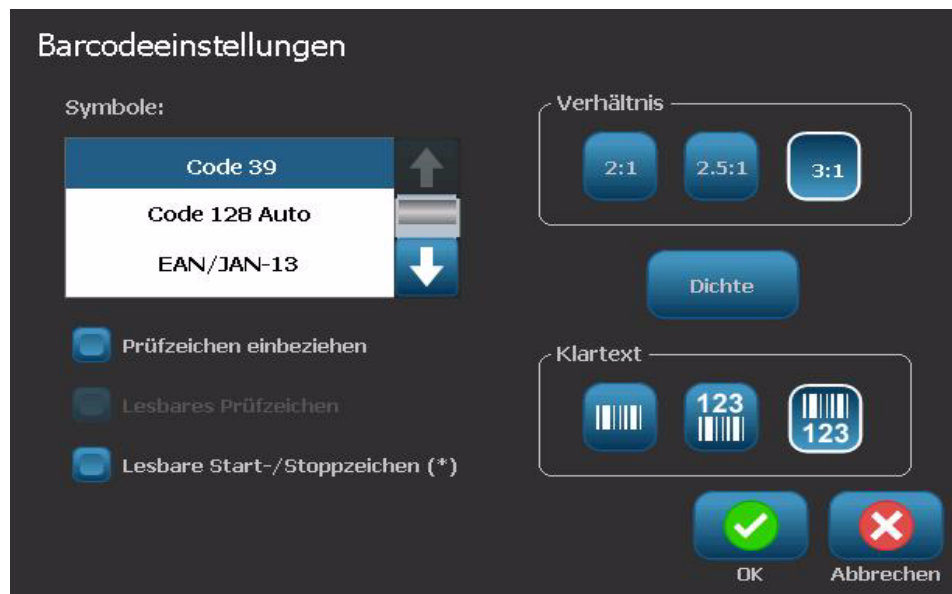 Barcodeeinstellungen
Symbole:
Code 39
Code 128 Auto
EAN/JAN-13
Prüfzeichen einbeziehen
Lesbares Prüfzeichen
Lesbare Start-/Stoppzeichen (*)
Verhältnis
2:1 2.5:1 3:1
Dichte
Klartext
123 123
OK Abbrechen